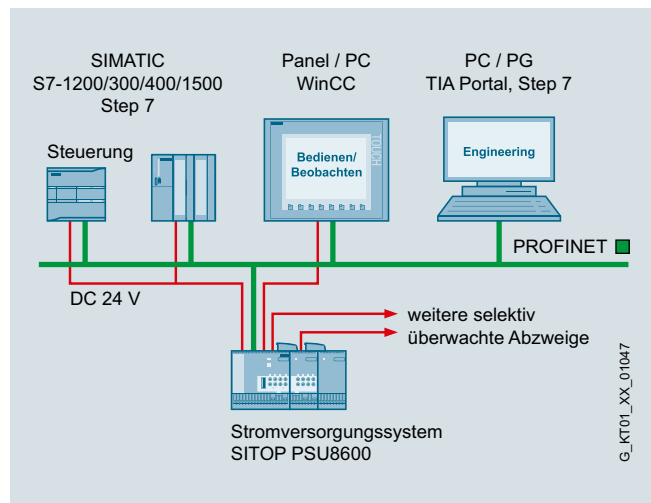 SIMATIC
S7-1200/300/400/1500
Step 7
Panel / PC
WinCC
PC / PG
TIA Portal, Step 7
Steuerung
TOUCH
Bedienen/
Beobachten
Engineering
PROFINET
DC 24 V
weitere selektiv
überwachte Abzweige
Stromversorgungssystem
SITOP PSU8600
G_KT01_XX_01047